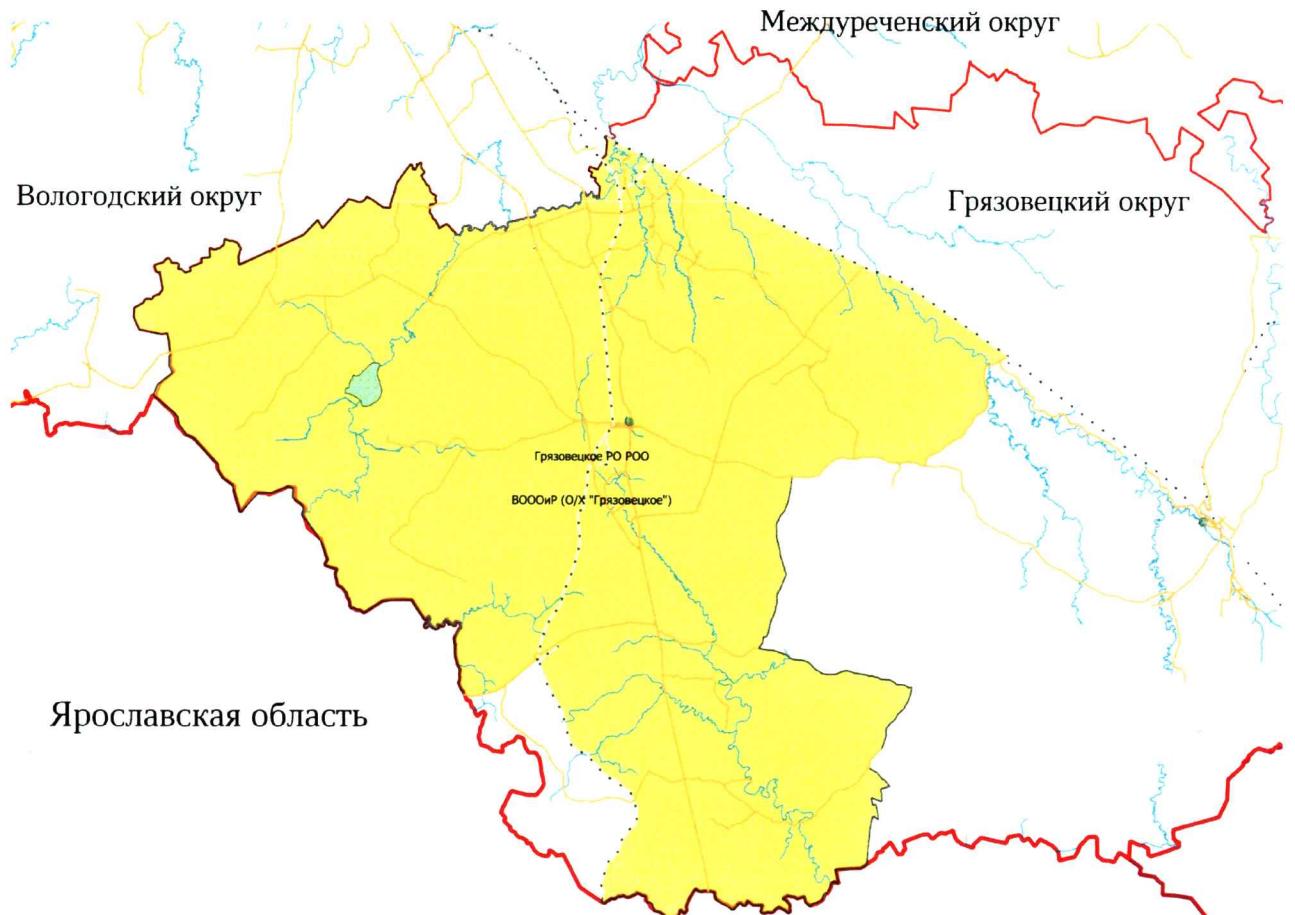 Междуреченский округ
Вологодский округ
Грязовецкий округ
Грязовецкое РО РОО
ВОООиР (О/Х "Грязовецкое")
Ярославская область